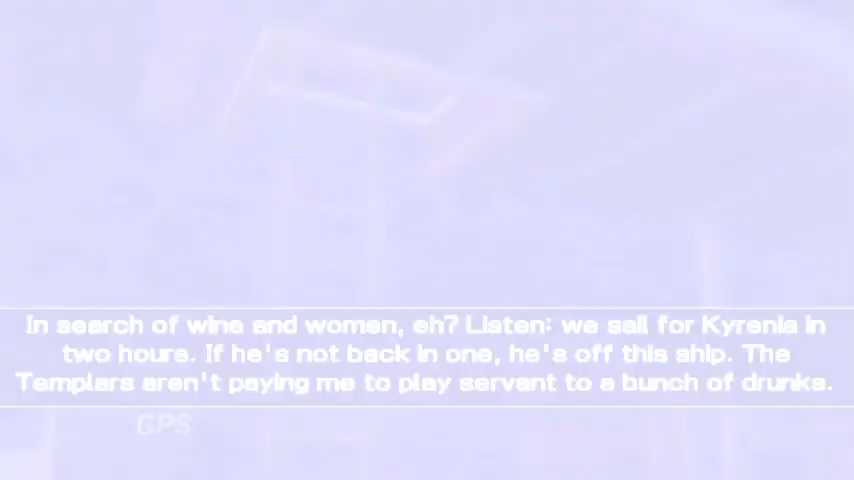 In search of wine and women, eh? Listen: we sail for Kyrenia in
two hours. If he's not back in one, he's off this ship. The
Templars aren't paying me to play servant to a bunch of drunks.
GPS